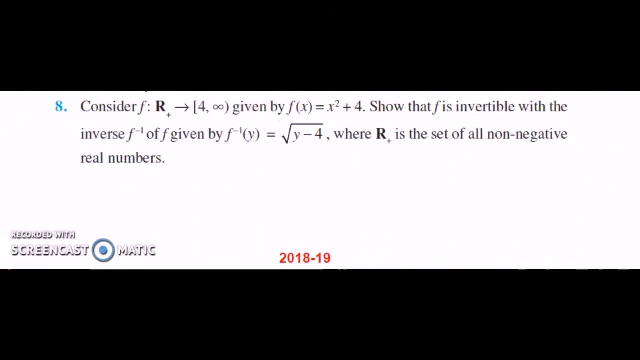 8. Consider f : R₊ → [4, ∞) given by f (x) = x² + 4. Show that f is invertible with the
inverse f⁻¹ of f given by f⁻¹(y) = √(y – 4) , where R₊ is the set of all non-negative
real numbers.
RECORDED WITH
SCREENCAST MATIC
2018-19